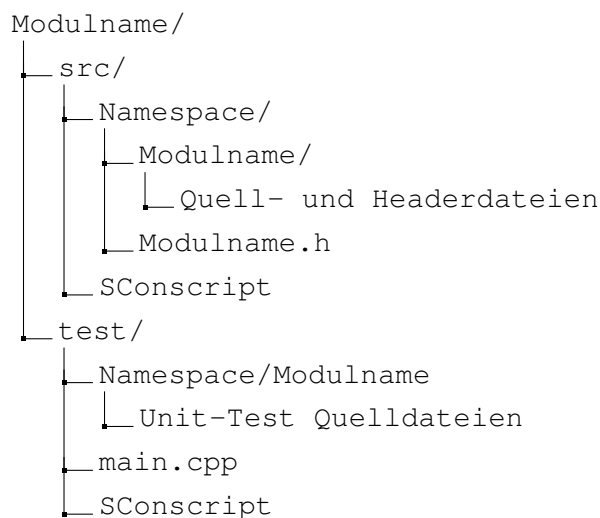 Modulname/
src/
Namespace/
Modulname/
Quell- und Headerdateien
Modulname.h
SConscript
test/
Namespace/Modulname
Unit-Test Quelldateien
main.cpp
SConscript